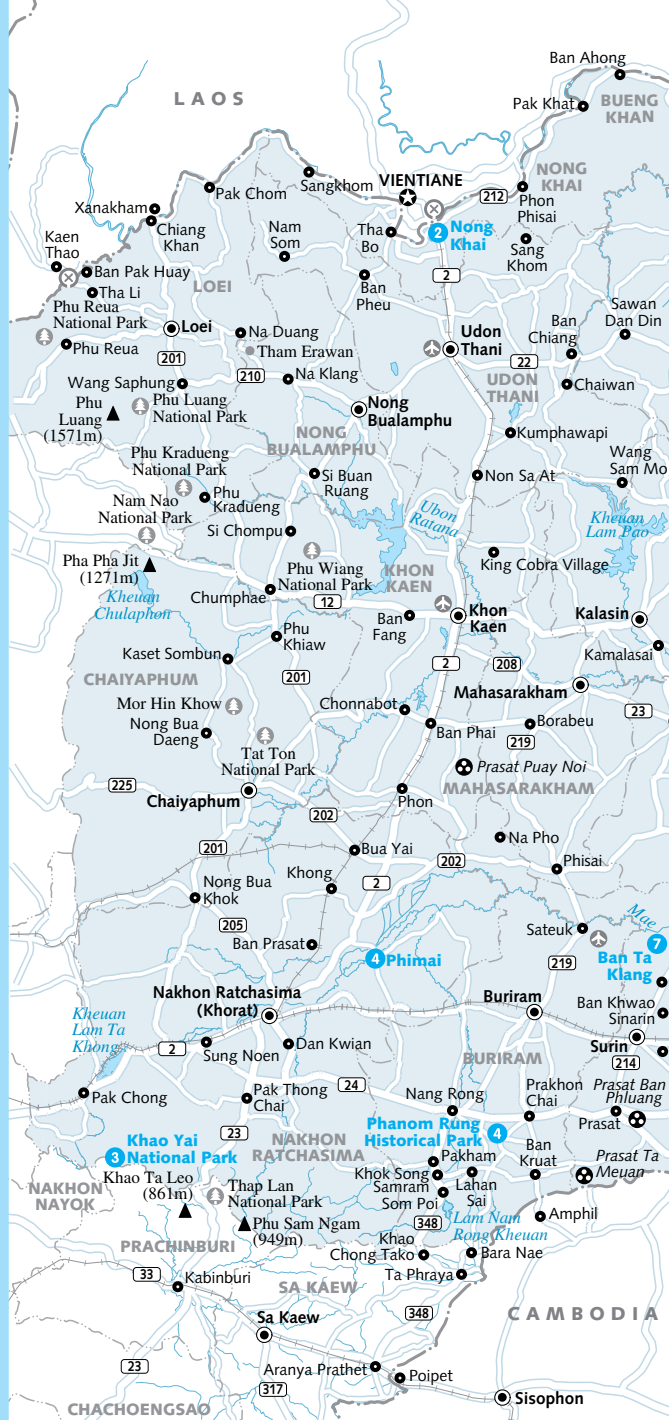 Ban Ahong
LAOS
Pak Khat
BUENG
KHAN
NONG
KHAI
Sangkhom
VIENTIANE
Pak Chom
212
Phon
Phisai
Xanakham
Chiang
Khan
Kaen
Thao
Nam
Som
Tha
Bo
2 Nong
Khai
Sang
Khom
Ban Pak Huay
LOEI
Ban
Pheu
2
Tha Li
Phu Reua
National Park
Loei
Na Duang
Udon
Thani
Ban
Chiang
Sawan
Dan Din
Phu Reua
201
Tham Erawan
22
Wang Saphung
210
Na Klang
UDON
THANI
Chaiwan
Phu
Luang
(1571m)
Phu Luang
National Park
Nong
Bualamphu
NONG
BUALAMPHU
Kumphawapi
Phu Kradueng
National Park
Wang
Sam Mo
Si Buan
Ruang
Non Sa At
Phu
Kradueng
Nam Nao
National Park
Ubon
Ratana
Kheuan
Lam Pao
Si Chompu
Pha Pha Jit
(1271m)
Phu Wiang
National Park
King Cobra Village
KHON
KAEN
Kheuan
Chulaphon
Chumphae
12
Ban
Fang
Khon
Kaen
Kalasin
Phu
Khiaw
Kaset Sombun
2
208
Kamalasai
CHAIYAPHUM
201
Mahasarakham
Mor Hin Khow
Chonnabot
23
Nong Bua
Daeng
Ban Phai
Borabeu
219
Tat Ton
National Park
Prasat Puay Noi
225
Chaiyaphum
Phon
MAHASARAKHAM
202
201
Na Pho
Bua Yai
202
Phisai
Khong
2
Nong Bua
Khok
205
Mae
Sateuk
7
Ban Ta
Klang
Ban Prasat
4 Phimai
219
Nakhon Ratchasima
(Khorat)
Buriram
Ban Khwao
Sinarin
Kheuan
Lam Ta
Khong
2
Sung Noen
Dan Kwian
Surin
BURIRAM
214
24
Pak Chong
Pak Thong
Chai
Nang Rong
Prakhon
Chai
Prasat Ban
Phluang
Prasat
23
Phanom Rung
Historical Park 4
3 Khao Yai
National Park
NAKHON
RATCHASIMA
Ban
Kruat
Prasat Ta
Meuan
Pakham
Khok Song
Samram
Som Poi
Lahan
Sai
NAKHON
NAYOK
Khao Ta Leo
(861m)
Thap Lan
National Park
Phu Sam Ngam
(949m)
348
Lam Nam
Rong Kheuan
Amphil
PRACHINBURI
Khao
Chong Tako
Bara Nae
33
Kabinburi
Ta Phraya
SA KAEW
348
CAMBODIA
Sa Kaew
23
Aranya Prathet
Poipet
317
Sisophon
CHACHOENGSAO